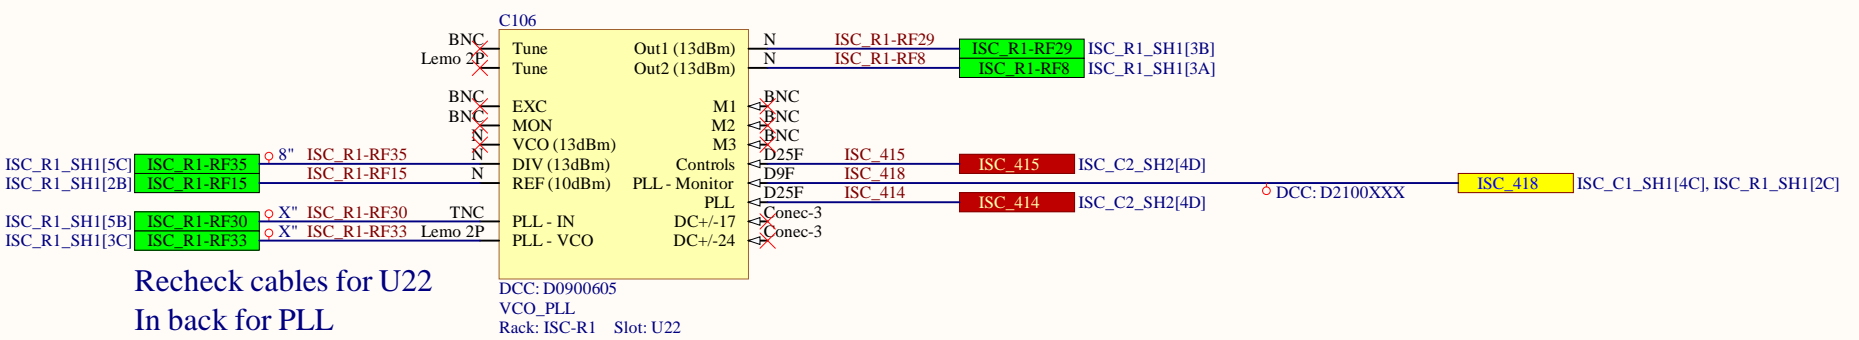 C106
BNC Tune Out1 (13dBm) N ISC_R1-RF29 ISC_R1-RF29 ISC_R1_SH1[3B]
Lemo 2P Tune Out2 (13dBm) N ISC_R1-RF8 ISC_R1-RF8 ISC_R1_SH1[3A]
BNC EXC M1 BNC
BNC MON M2 BNC
N VCO (13dBm) M3 BNC
ISC_R1_SH1[5C] ISC_R1-RF35 8" ISC_R1-RF35 N DIV (13dBm) Controls D25F ISC_415 ISC_415 ISC_C2_SH2[4D]
ISC_R1_SH1[2B] ISC_R1-RF15 ISC_R1-RF15 N REF (10dBm) PLL - Monitor D9F ISC_418 DCC: D2100XXX ISC_418 ISC_C1_SH1[4C], ISC_R1_SH1[2C]
PLL D25F ISC_414 ISC_414 ISC_C2_SH2[4D]
ISC_R1_SH1[5B] ISC_R1-RF30 X" ISC_R1-RF30 TNC PLL - IN DC+/-17 Conec-3
ISC_R1_SH1[3C] ISC_R1-RF33 X" ISC_R1-RF33 Lemo 2P PLL - VCO DC+/-24 Conec-3
Recheck cables for U22
In back for PLL
DCC: D0900605
VCO_PLL
Rack: ISC-R1 Slot: U22